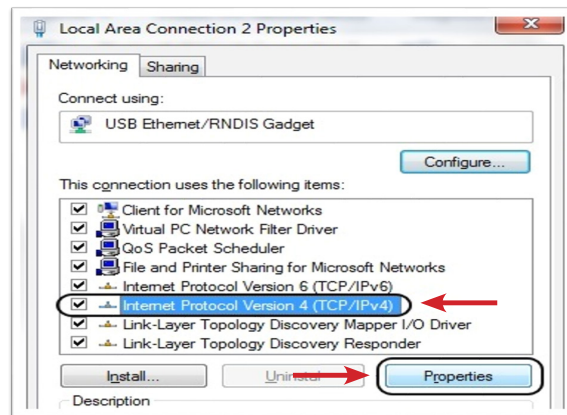 Local Area Connection 2 Properties
Networking Sharing
Connect using:
USB Ethernet/RNDIS Gadget
Configure...
This connection uses the following items:
Client for Microsoft Networks
Virtual PC Network Filter Driver
QoS Packet Scheduler
File and Printer Sharing for Microsoft Networks
Internet Protocol Version 6 (TCP/IPv6)
Internet Protocol Version 4 (TCP/IPv4)
Link-Layer Topology Discovery Mapper I/O Driver
Link-Layer Topology Discovery Responder
Install... Uninstall Properties
Description